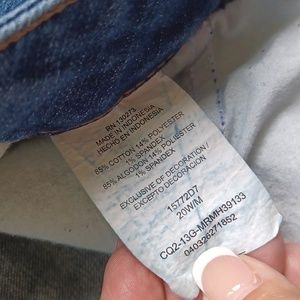 RN 130273
MADE IN INDONESIA
HECHO EN INDONESIA
85% COTTON 14% POLYESTER
1% SPANDEX
85% ALGODON 14% POLIESTER
1% SPANDEX
EXCLUSIVE OF DECORATION /
EXCEPTO DECORACION
15772D7
20W/M
CQ2-13G-MRMH39133
040326271852